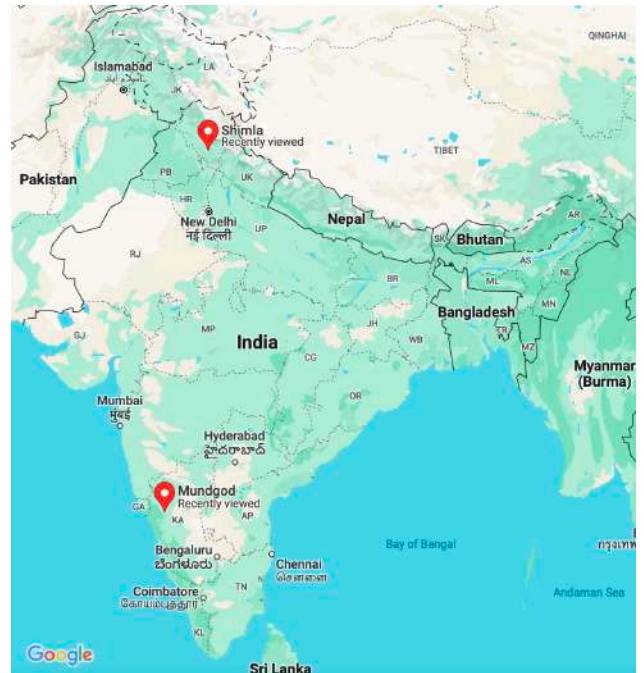 QINGHAI
Islamabad
LA
JK
Shimla
Recently viewed
TIBET
Pakistan
PB
UK
HR
New Delhi
नई दिल्ली
UP
Nepal
SK
Bhutan
AR
AS
NL
RJ
BR
ML
MN
Bangladesh
TR
MZ
GJ
MP
India
JH
WB
CG
Myanmar
(Burma)
OR
Mumbai
मुंबई
Hyderabad
హైదరాబాద్
Mundgod
Recently viewed
GA
KA
AP
Bengaluru
ಬೆಂಗಳೂರು
Chennai
சென்னை
Bay of Bengal
Coimbatore
கோயம்புத்தூர்
TN
KL
Andaman Sea
Google
Sri Lanka